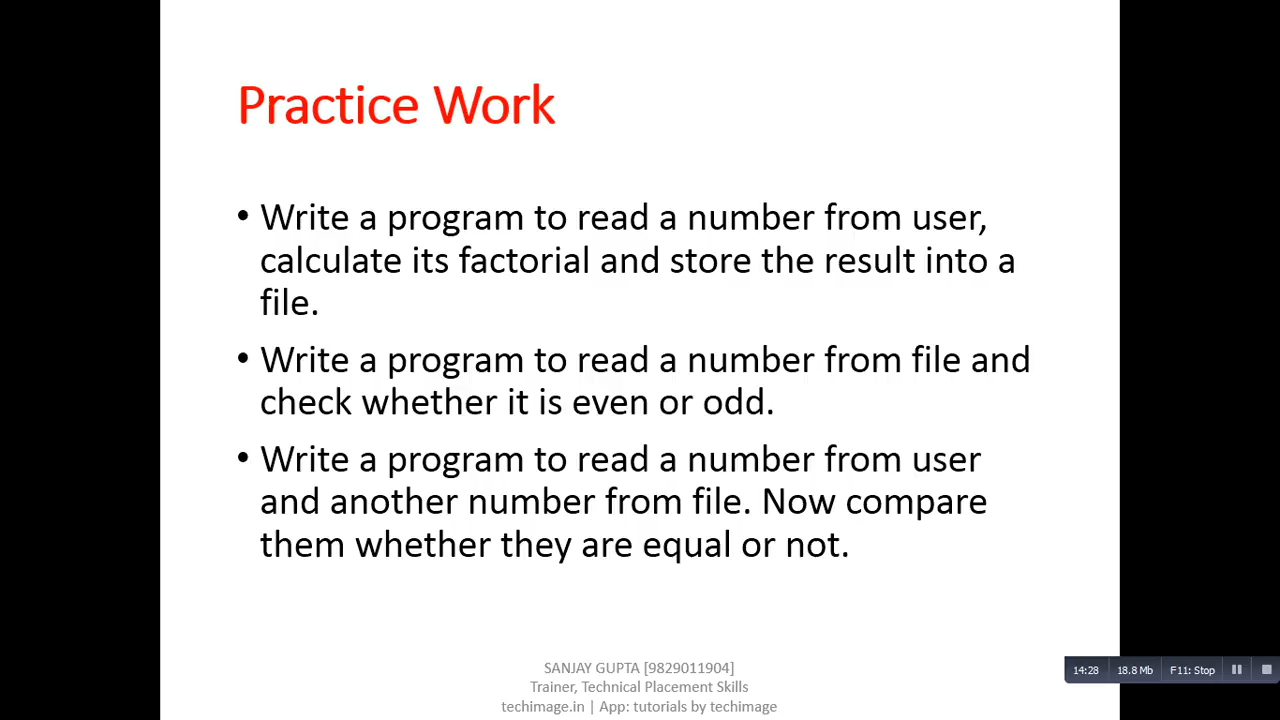 Practice Work
• Write a program to read a number from user,
calculate its factorial and store the result into a
file.
• Write a program to read a number from file and
check whether it is even or odd.
• Write a program to read a number from user
and another number from file. Now compare
them whether they are equal or not.
SANJAY GUPTA [9829011904]
Trainer, Technical Placement Skills
techimage.in | App: tutorials by techimage
14:28 18.8 Mb F11: Stop